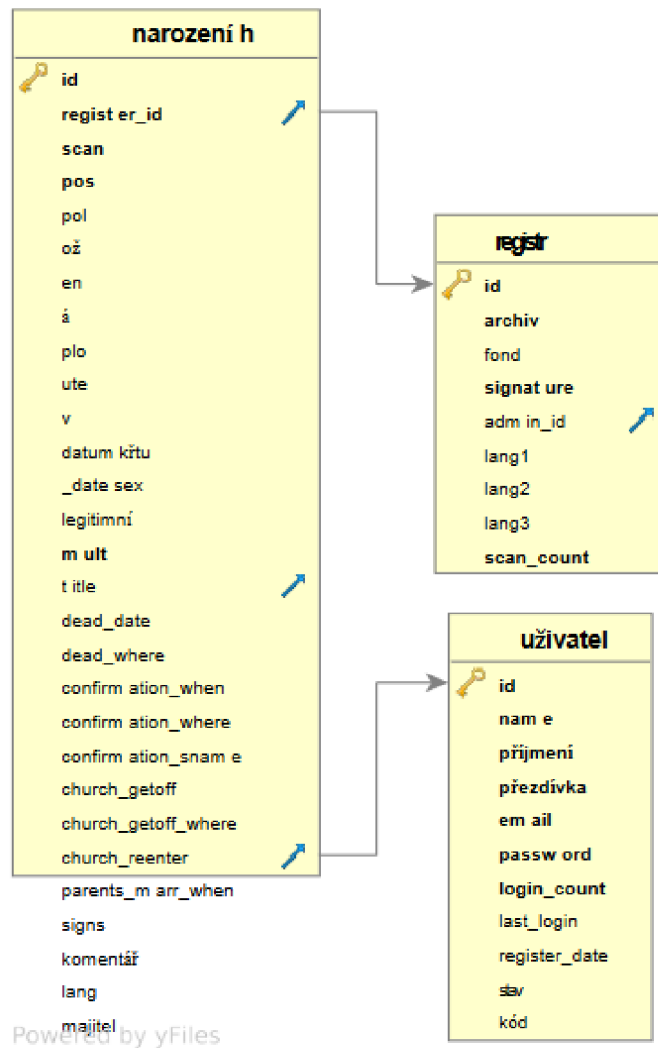 narození h
id
regist er_id
scan
pos
pol
ož
en
á
plo
ute
v
datum křtu
_date sex
legitimní
m ult
t itle
dead_date
dead_where
confirm ation_when
confirm ation_where
confirm ation_snam e
church_getoff
church_getoff_where
church_reenter
parents_m arr_when
signs
komentář
lang
majitel
registr
id
archiv
fond
signat ure
adm in_id
lang1
lang2
lang3
scan_count
uživatel
id
nam e
příjmení
přezdívka
em ail
passw ord
login_count
last_login
register_date
stav
kód
Powered by yFiles